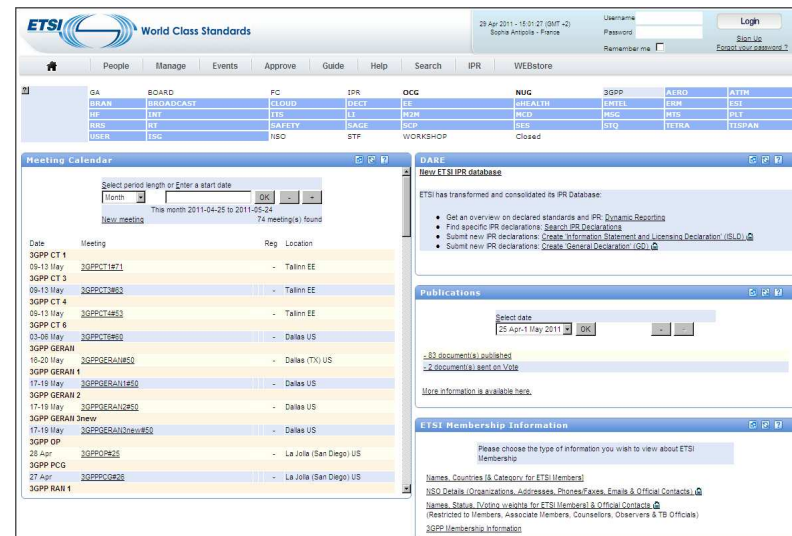 ETSI
World Class Standards
28 Apr 2011 - 15:01:27 (GMT +2)
Sophia Antipolis - France
Username
Password
Remember me
Login
Sign Up
Forgot your password ?
People Manage Events Approve Guide Help Search IPR WEBstore
GA BOARD FC IPR OCG NUG 3GPP AERO ATTM
BRAN BROADCAST CLOUD DECT EE eHEALTH EMTEL ERM ESI
HF INT ITS LI M2M MCD MSG MTS PLT
RRS RT SAFETY SAGE SCP SES STQ TETRA TISPAN
USER ISG NSO STF WORKSHOP Closed
Meeting Calendar
Select period length or Enter a start date
Month OK - +
This month 2011-04-25 to 2011-05-24
New meeting 74 meeting(s) found
Date Meeting Reg Location
3GPP CT 1
09-13 May 3GPPCT1#71 - Tallinn EE
3GPP CT 3
09-13 May 3GPPCT3#63 - Tallinn EE
3GPP CT 4
09-13 May 3GPPCT4#53 - Tallinn EE
3GPP CT 6
03-06 May 3GPPCT6#60 - Dallas US
3GPP GERAN
16-20 May 3GPPGERAN#50 - Dallas (TX) US
3GPP GERAN 1
17-19 May 3GPPGERAN1#50 - Dallas US
3GPP GERAN 2
17-19 May 3GPPGERAN2#50 - Dallas US
3GPP GERAN 3new
17-19 May 3GPPGERAN3new#50 - Dallas US
3GPP OP
28 Apr 3GPPOP#25 - La Jolla (San Diego) US
3GPP PCG
27 Apr 3GPPPCG#26 - La Jolla (San Diego) US
3GPP RAN 1
DARE
New ETSI IPR database
ETSI has transformed and consolidated its IPR Database:
• Get an overview on declared standards and IPR: Dynamic Reporting
• Find specific IPR declarations: Search IPR Declarations
• Submit new IPR declarations: Create 'Information Statement and Licensing Declaration' (ISLD)
• Submit new IPR declarations: Create 'General Declaration' (GD)
Publications
Select date
25 Apr-1 May 2011 OK - -
- 83 document(s) published
- 2 document(s) sent on Vote
More information is available here.
ETSI Membership Information
Please choose the type of information you wish to view about ETSI
Membership
Names, Countries [& Category for ETSI Members]
NSO Details (Organizations, Addresses, Phones/Faxes, Emails & Official Contacts)
Names, Status, [Voting weights for ETSI Members] & Official Contacts
(Restricted to Members, Associate Members, Counsellors, Observers & TB Officials)
3GPP Membership Information